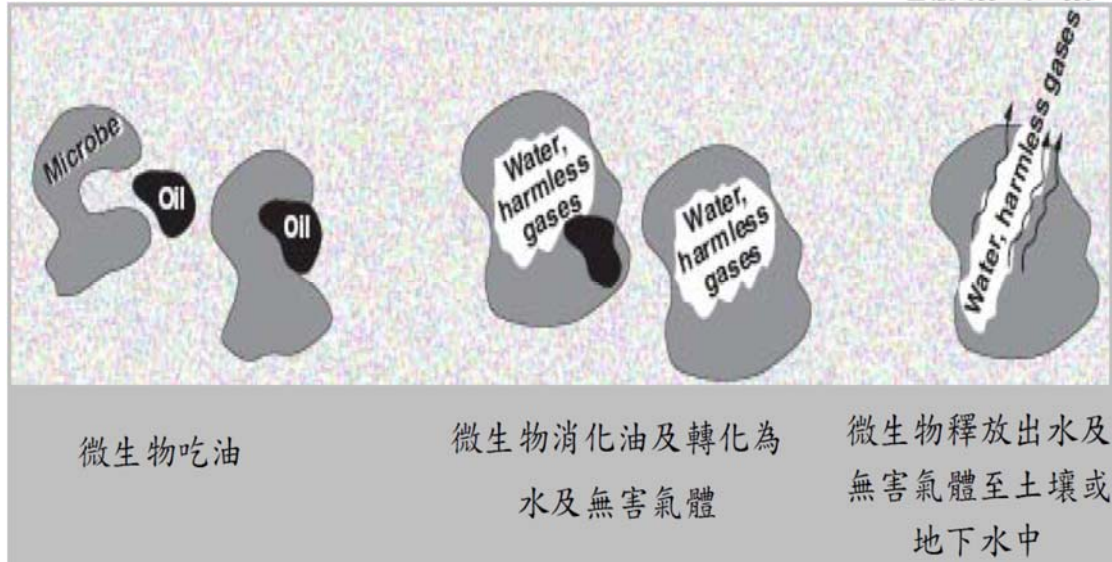 Microbe
Oil
Oil
Water,
harmless
gases
Water,
harmless
gases
Water, harmless gases
微生物吃油
微生物消化油及轉化為
水及無害氣體
微生物釋放出水及
無害氣體至土壤或
地下水中